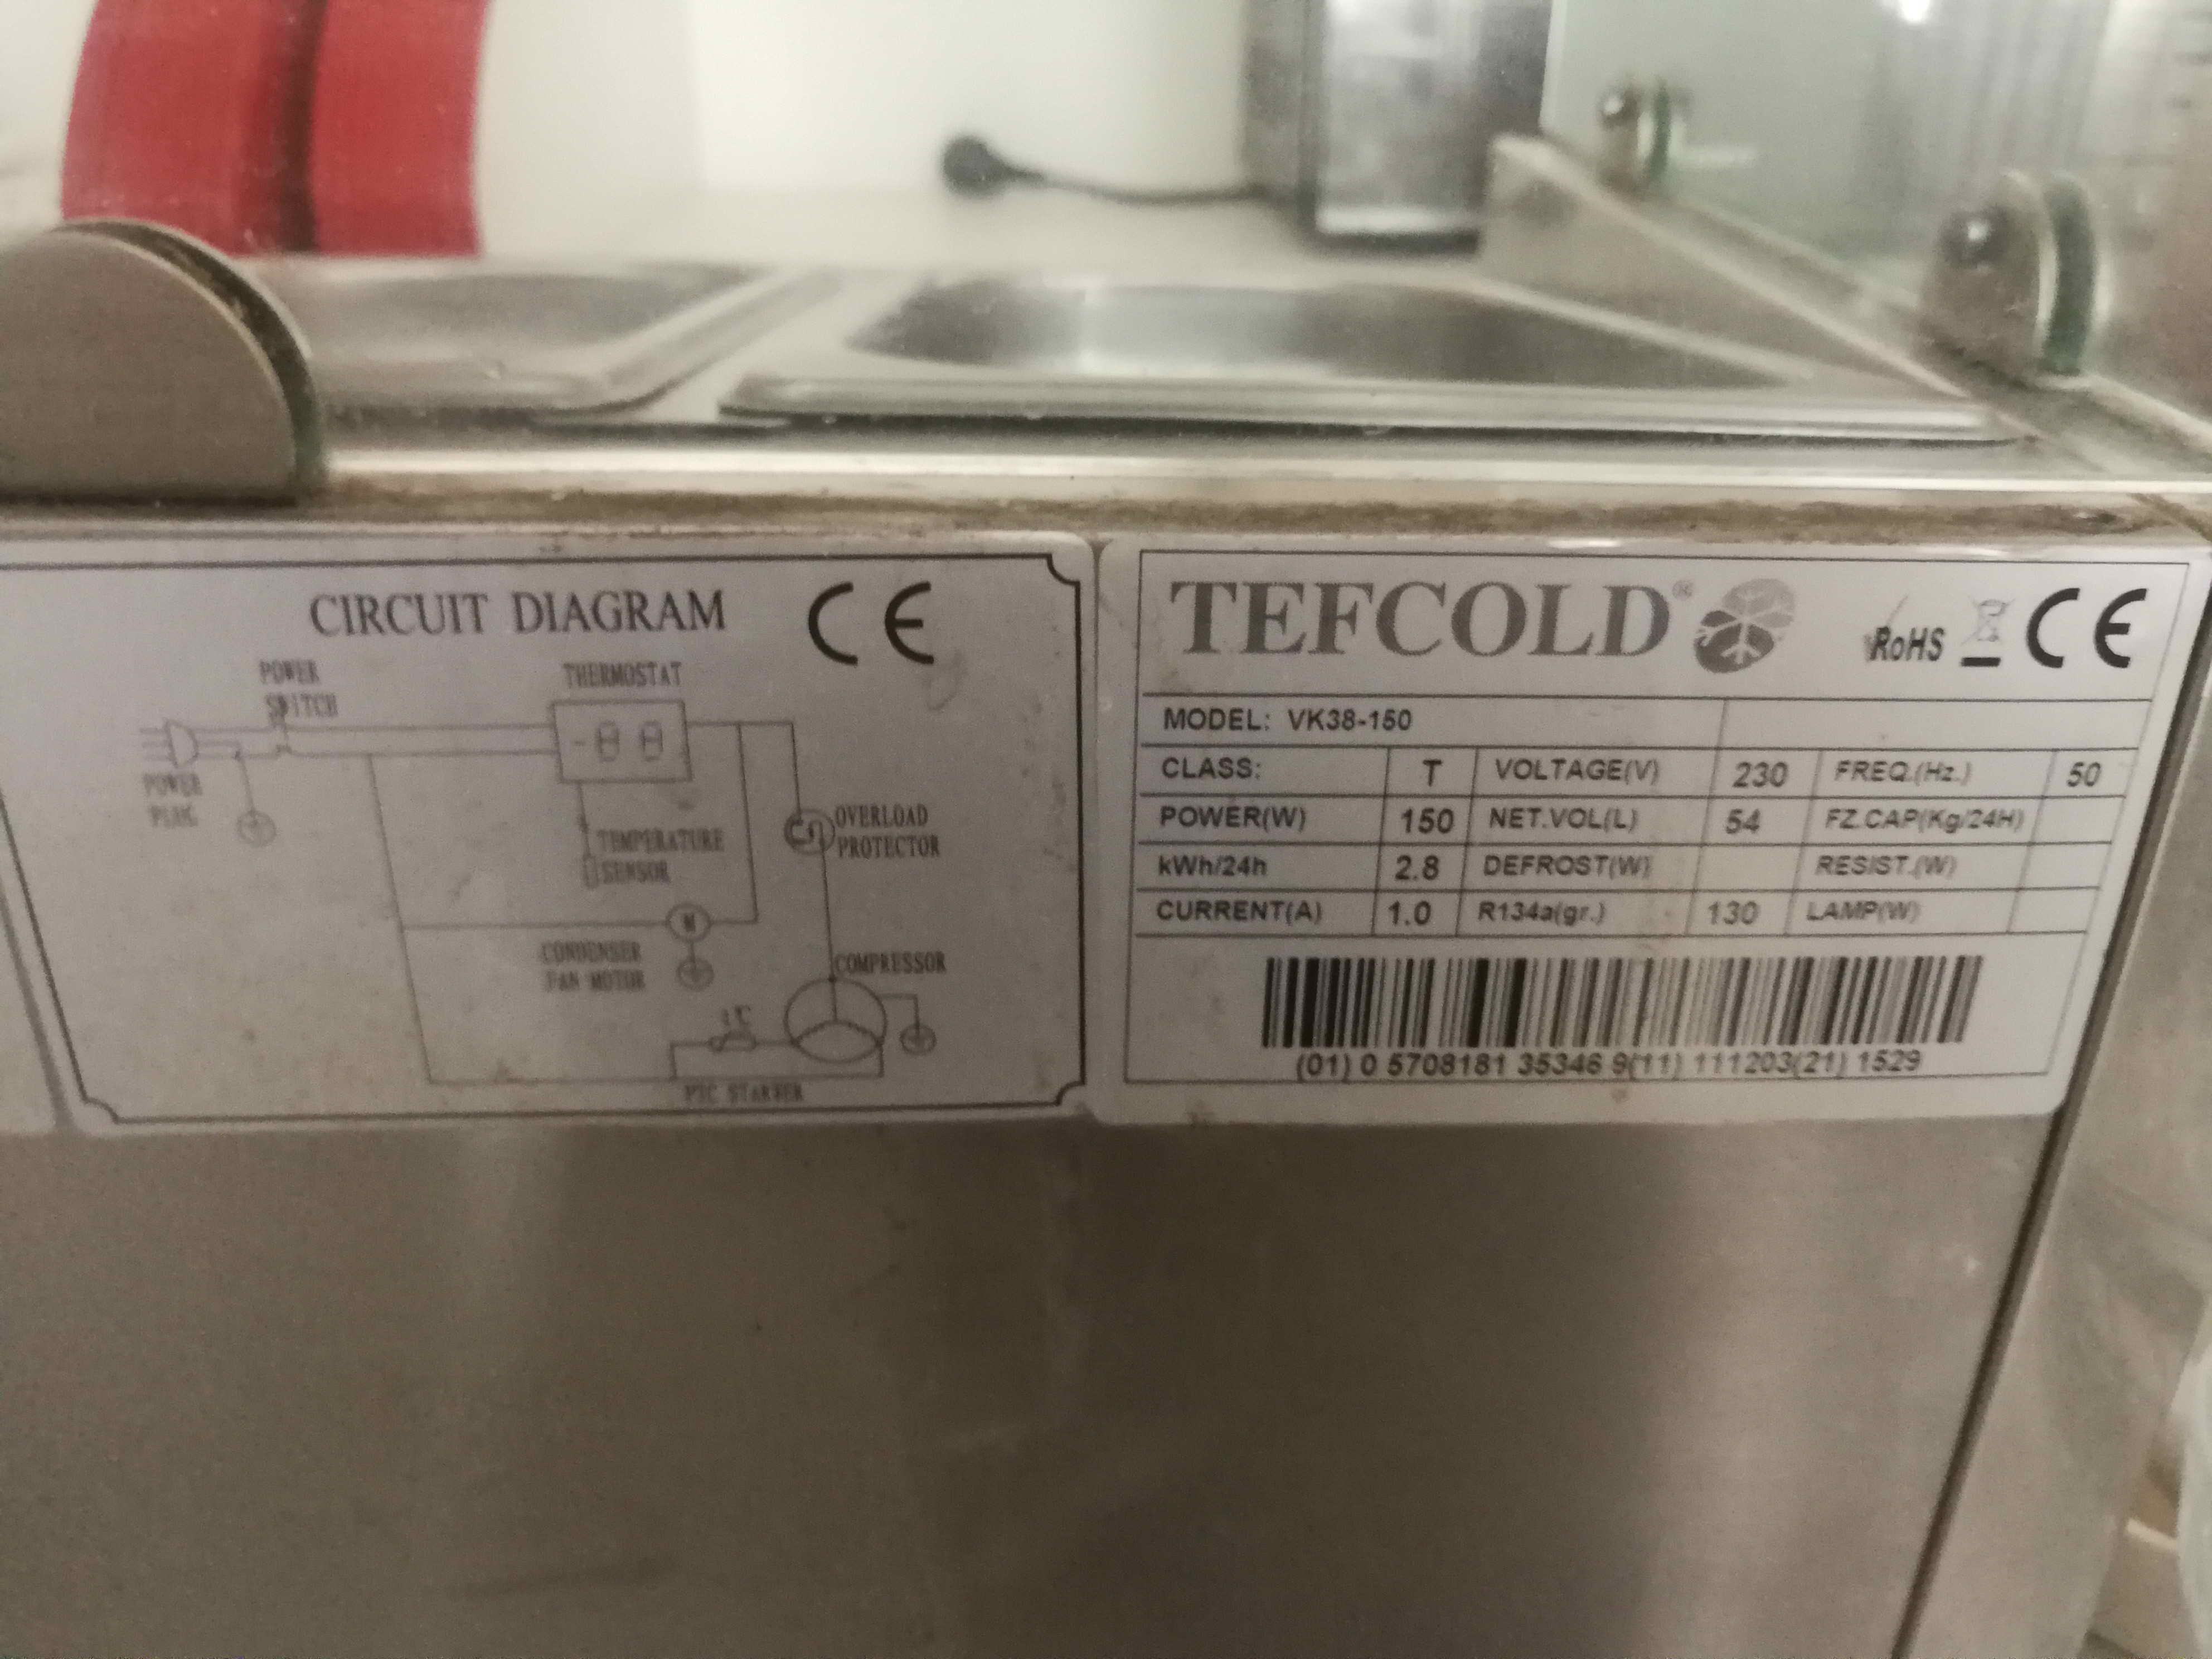 CIRCUIT DIAGRAM CE
POWER
SWITCH
THERMOSTAT
POWER
PLUG
TEMPERATURE
SENSOR
OVERLOAD
PROTECTOR
CONDENSER
FAN MOTOR
M
COMPRESSOR
PTC STARTER
TEFCOLD RoHS CE
MODEL: VK38-150
CLASS: T VOLTAGE(V) 230 FREQ.(Hz.) 50
POWER(W) 150 NET.VOL(L) 54 FZ.CAP(Kg/24H)
kWh/24h 2.8 DEFROST(W) RESIST.(W)
CURRENT(A) 1.0 R134a(gr.) 130 LAMP(W)
(01) 0 5708181 35346 9(11) 111203(21) 1529